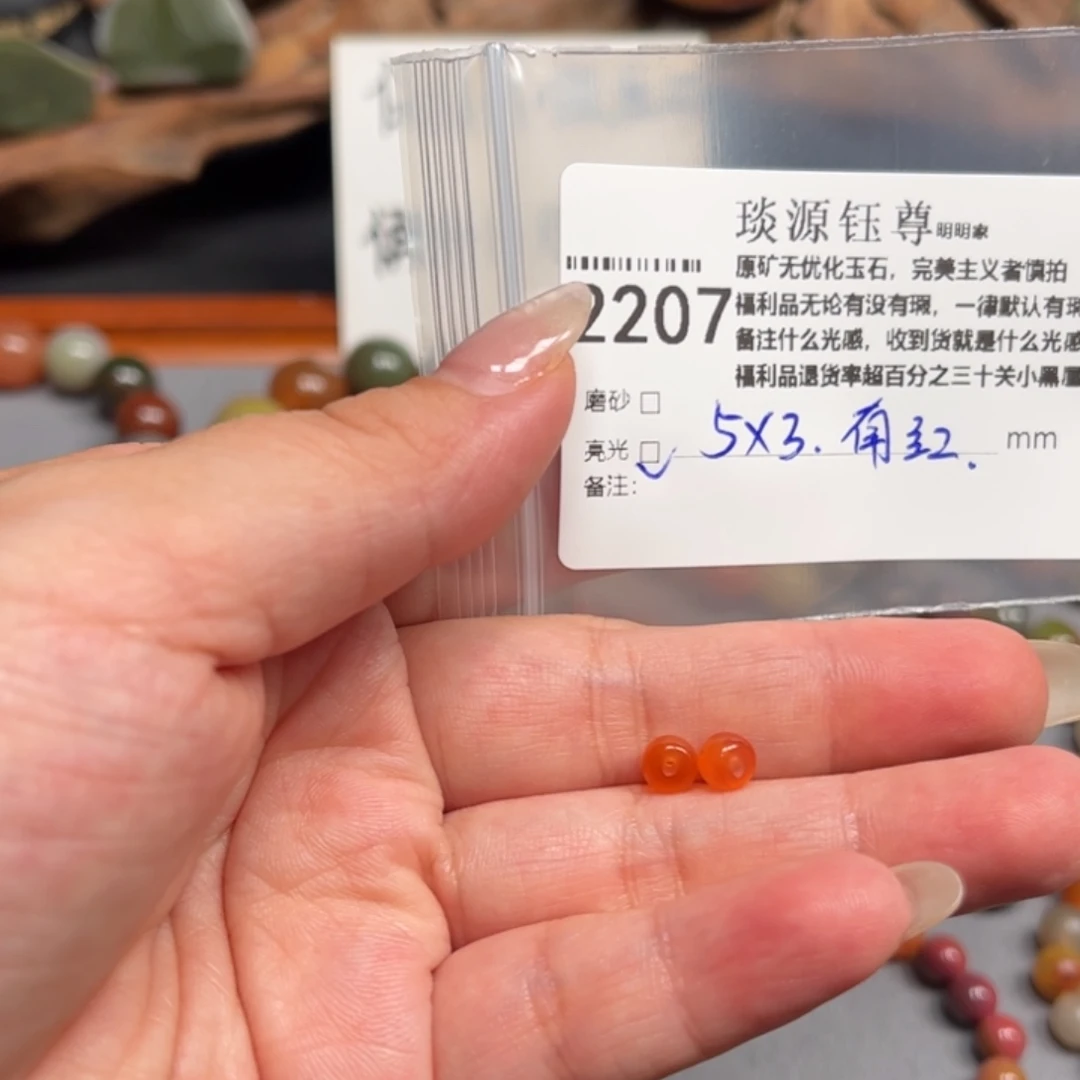 琰源钰尊明明家
原矿无优化玉石，完美主义者慎拍
2207
福利品无论有没有瑕，一律默认有瑕
备注什么光感，收到货就是什么光感
福利品退货率超百分之三十关小黑屋
磨砂 □
亮光 □ 5X3. 角红. mm
备注: